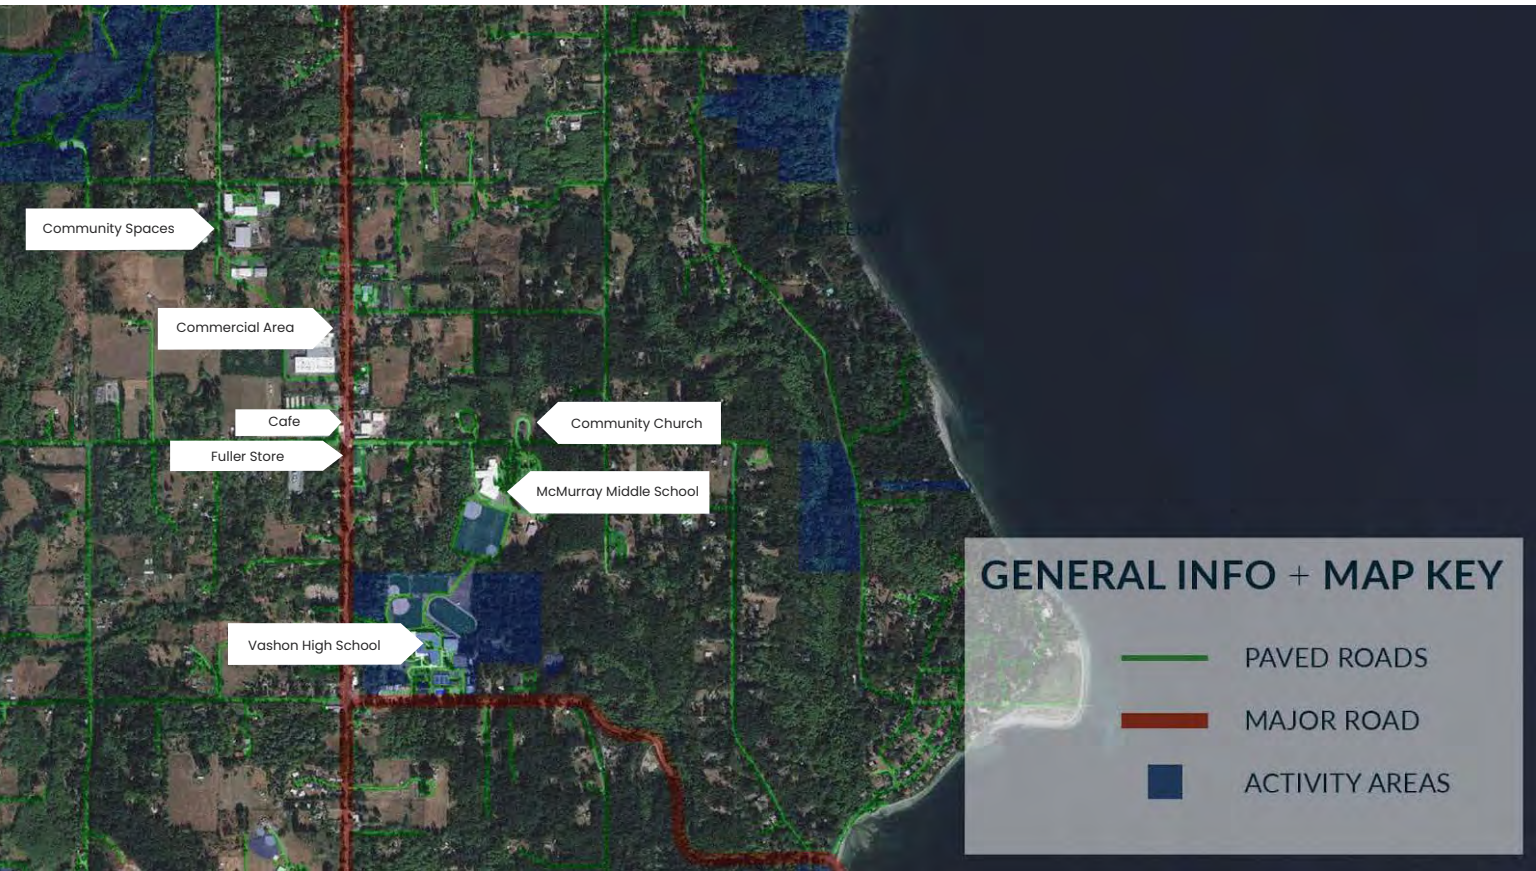 Community Spaces
Commercial Area
Cafe
Community Church
Fuller Store
McMurray Middle School
Vashon High School
GENERAL INFO + MAP KEY
PAVED ROADS
MAJOR ROAD
ACTIVITY AREAS